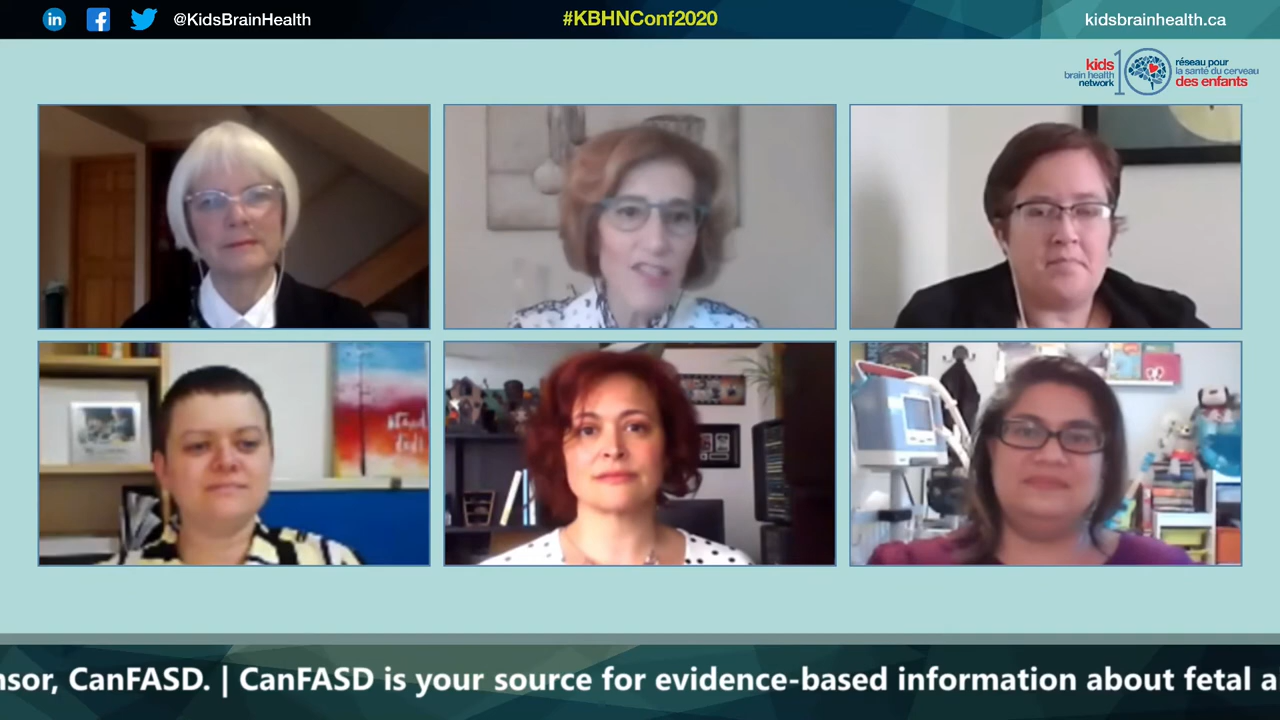 @KidsBrainHealth
#KBHNConf2020
kidsbrainhealth.ca
kids
brain health
network
10
réseau pour
la santé du cerveau
des enfants
nsor, CanFASD. | CanFASD is your source for evidence-based information about fetal a